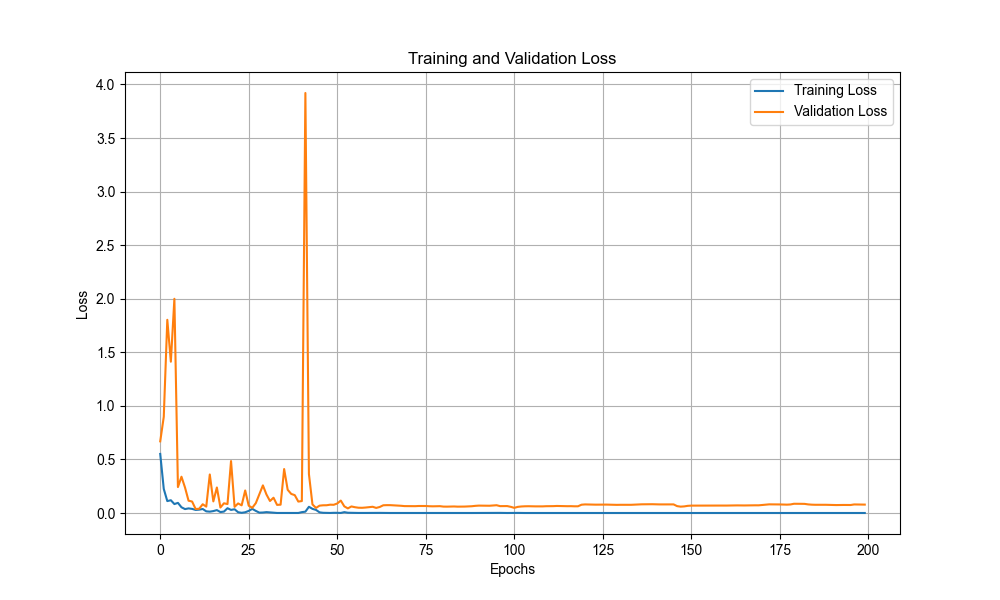 Training and Validation Loss
Training Loss
Validation Loss
4.0
3.5
3.0
2.5
2.0
1.5
1.0
0.5
0.0
Loss
0 25 50 75 100 125 150 175 200
Epochs